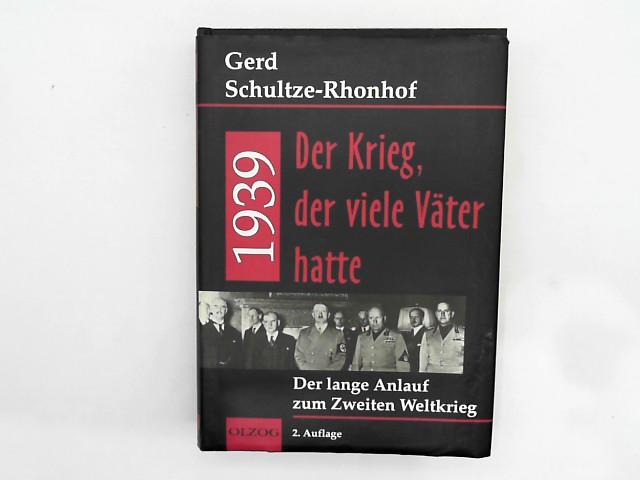 Gerd
Schultze-Rhonhof
1939
Der Krieg,
der viele Väter
hatte
Der lange Anlauf
zum Zweiten Weltkrieg
OLZOG
2. Auflage